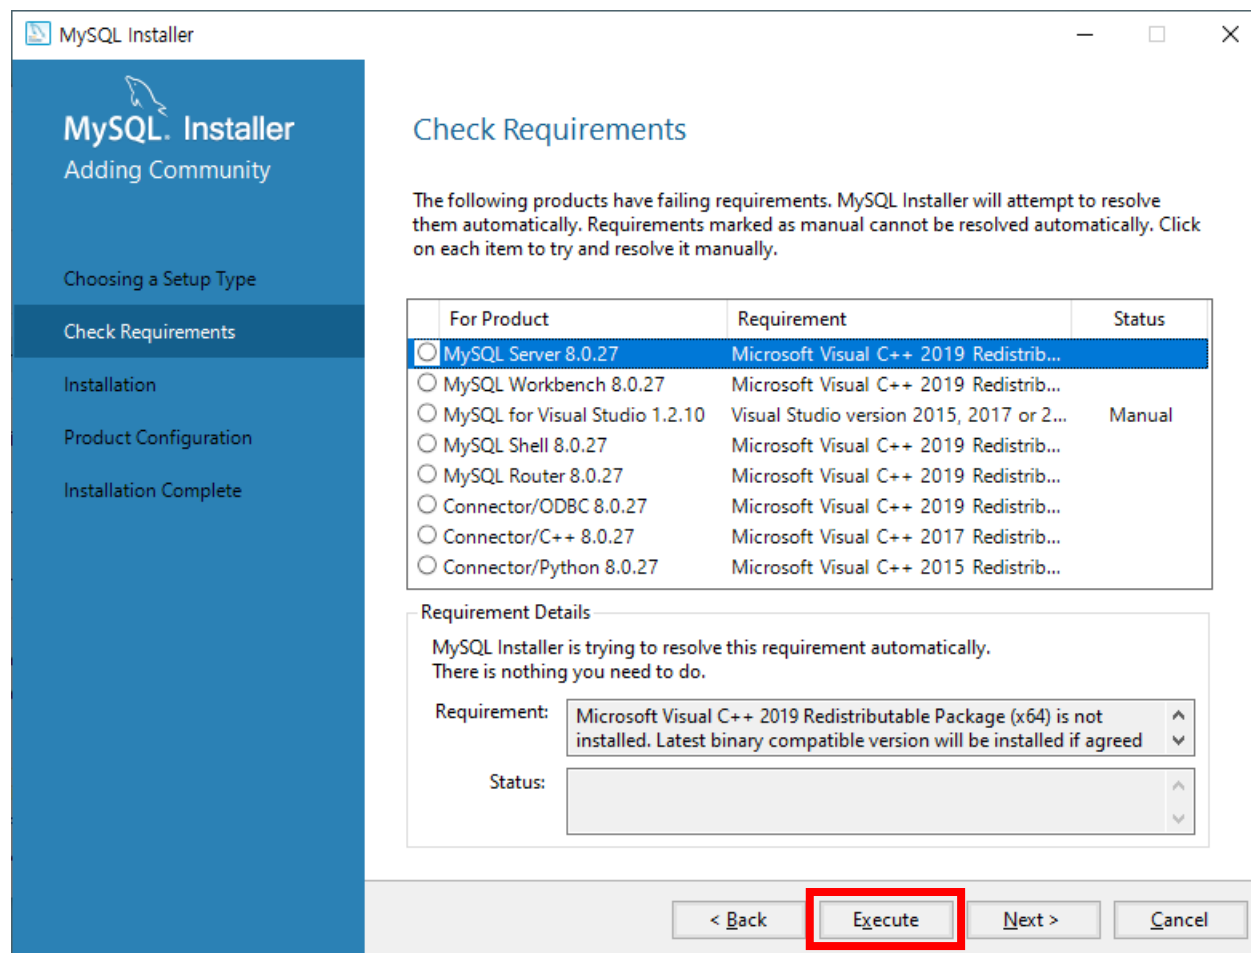 MySQL Installer
MySQL. Installer
Adding Community
Choosing a Setup Type
Check Requirements
Installation
Product Configuration
Installation Complete
Check Requirements
The following products have failing requirements. MySQL Installer will attempt to resolve
them automatically. Requirements marked as manual cannot be resolved automatically. Click
on each item to try and resolve it manually.
For Product Requirement Status
MySQL Server 8.0.27 Microsoft Visual C++ 2019 Redistrib...
MySQL Workbench 8.0.27 Microsoft Visual C++ 2019 Redistrib...
MySQL for Visual Studio 1.2.10 Visual Studio version 2015, 2017 or 2... Manual
MySQL Shell 8.0.27 Microsoft Visual C++ 2019 Redistrib...
MySQL Router 8.0.27 Microsoft Visual C++ 2019 Redistrib...
Connector/ODBC 8.0.27 Microsoft Visual C++ 2019 Redistrib...
Connector/C++ 8.0.27 Microsoft Visual C++ 2017 Redistrib...
Connector/Python 8.0.27 Microsoft Visual C++ 2015 Redistrib...
Requirement Details
MySQL Installer is trying to resolve this requirement automatically.
There is nothing you need to do.
Requirement: Microsoft Visual C++ 2019 Redistributable Package (x64) is not
installed. Latest binary compatible version will be installed if agreed
Status:
< Back Execute Next > Cancel